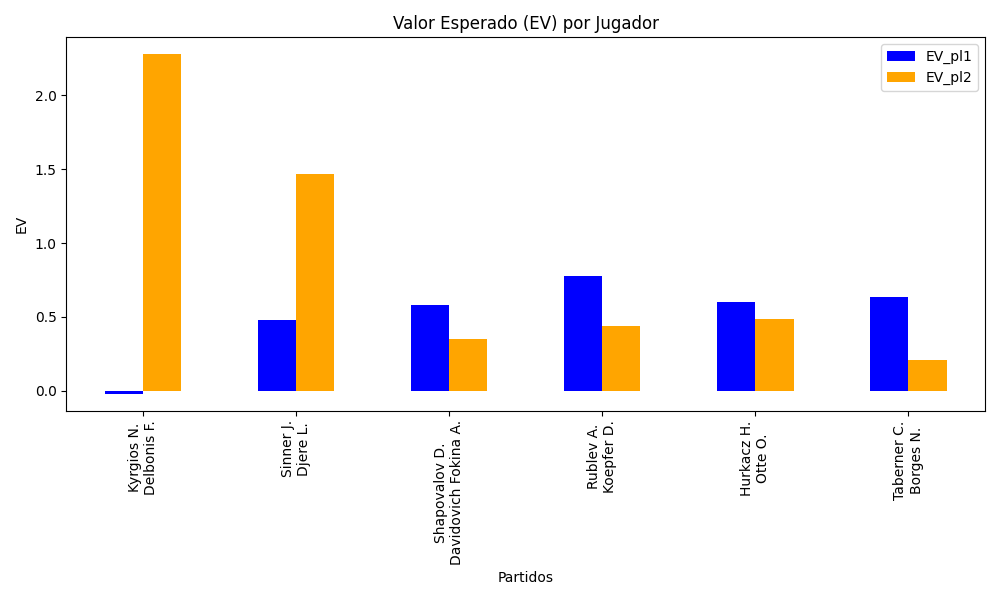 Valor Esperado (EV) por Jugador
EV_pl1
EV_pl2
EV
2.0
1.5
1.0
0.5
0.0
Kyrgios N.
Delbonis F.
Sinner J.
Djere L.
Shapovalov D.
Davidovich Fokina A.
Rublev A.
Koepfer D.
Hurkacz H.
Otte O.
Taberner C.
Borges N.
Partidos